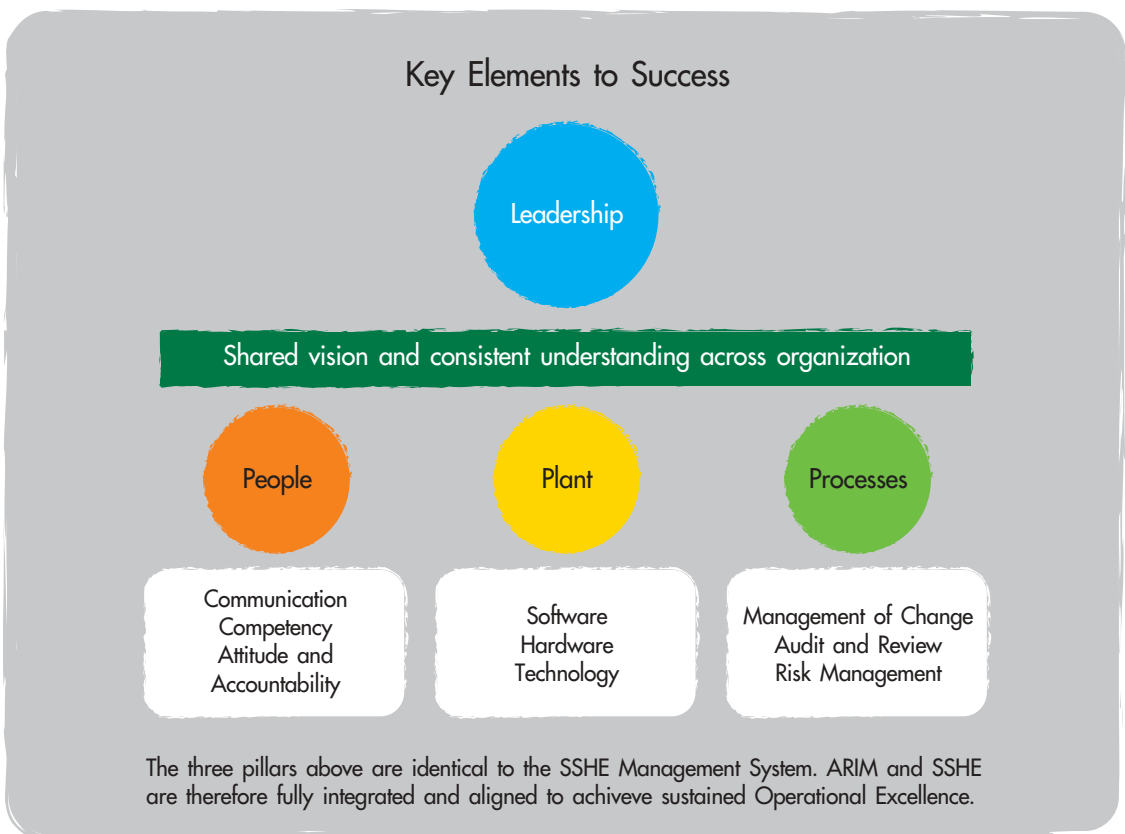 Key Elements to Success
Leadership
Shared vision and consistent understanding across organization
People
Plant
Processes
Communication
Competency
Attitude and
Accountability
Software
Hardware
Technology
Management of Change
Audit and Review
Risk Management
The three pillars above are identical to the SSHE Management System. ARIM and SSHE
are therefore fully integrated and aligned to achiveve sustained Operational Excellence.